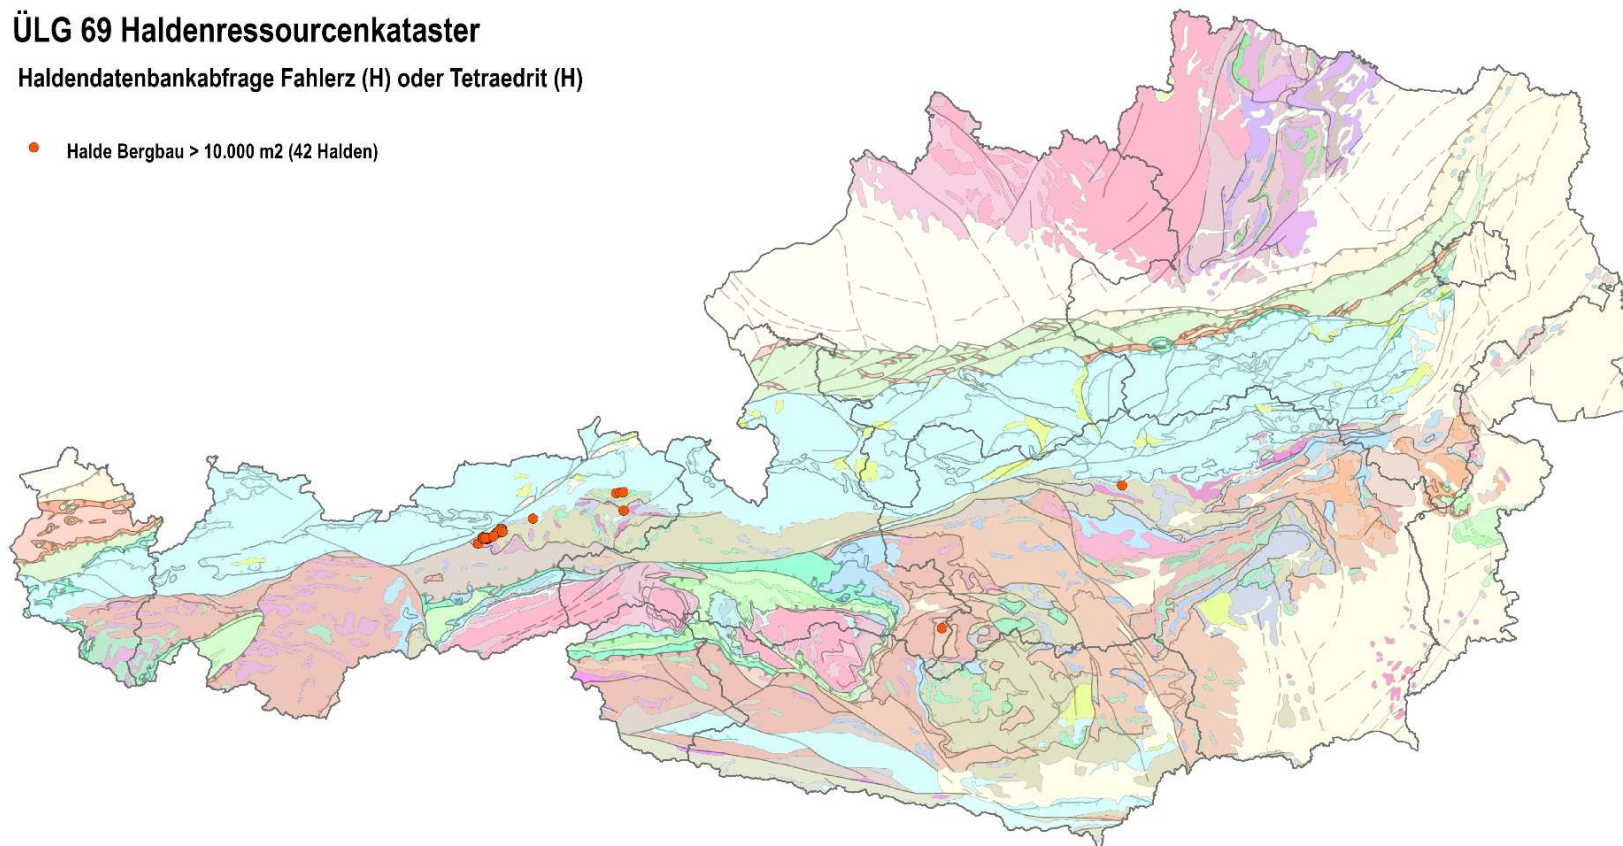 ÜLG 69 Haldenressourcenkataster
Haldendatenbankabfrage Fahlerz (H) oder Tetraedrit (H)
Halde Bergbau > 10.000 m2 (42 Halden)